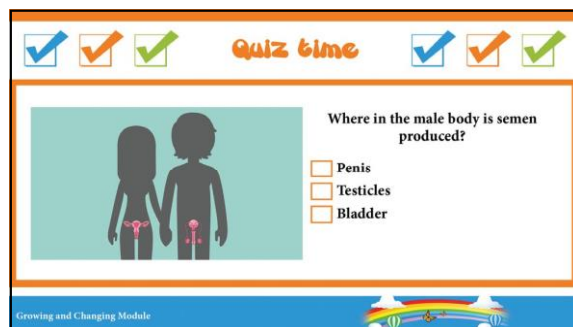 Quiz time
Where in the male body is semen
produced?
Penis
Testicles
Bladder
Growing and Changing Module